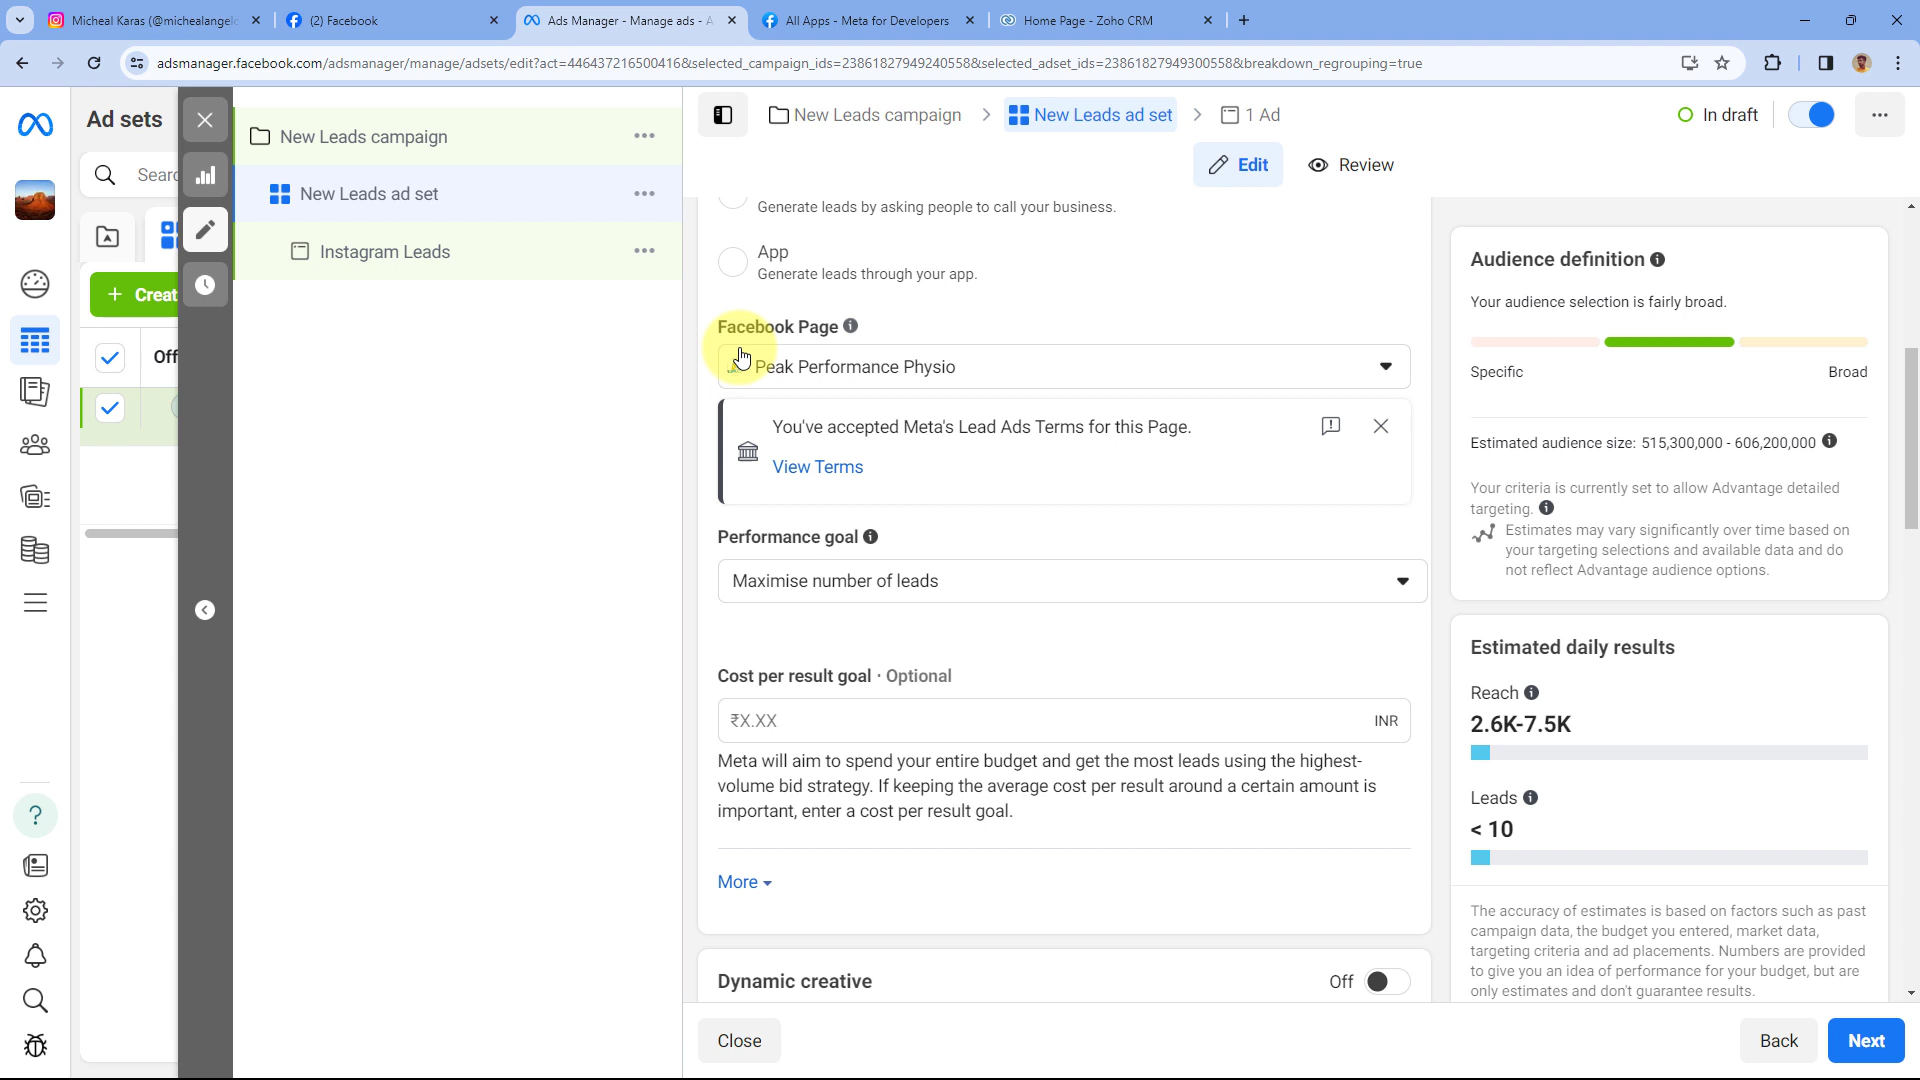 Micheal Karas (@michealangel
(2) Facebook
Ads Manager - Manage ads - A
All Apps - Meta for Developers
Home Page - Zoho CRM
adsmanager.facebook.com/adsmanager/manage/adsets/edit?act=446437216500416&selected_campaign_ids=23861827949240558&selected_adset_ids=23861827949300558&breakdown_regrouping=true
Ad sets
New Leads campaign
New Leads ad set
1 Ad
In draft
New Leads campaign
Edit
Review
Sear
New Leads ad set
Generate leads by asking people to call your business.
Instagram Leads
App
Generate leads through your app.
+ Creat
Off
Facebook Page
Peak Performance Physio
You've accepted Meta's Lead Ads Terms for this Page.
View Terms
Performance goal
Maximise number of leads
Cost per result goal · Optional
₹X.XX
INR
Meta will aim to spend your entire budget and get the most leads using the highest-
volume bid strategy. If keeping the average cost per result around a certain amount is
important, enter a cost per result goal.
More
Dynamic creative
Off
Audience definition
Your audience selection is fairly broad.
Specific
Broad
Estimated audience size: 515,300,000 - 606,200,000
Your criteria is currently set to allow Advantage detailed
targeting.
Estimates may vary significantly over time based on
your targeting selections and available data and do
not reflect Advantage audience options.
Estimated daily results
Reach
2.6K-7.5K
Leads
< 10
The accuracy of estimates is based on factors such as past
campaign data, the budget you entered, market data,
targeting criteria and ad placements. Numbers are provided
to give you an idea of performance for your budget, but are
only estimates and don't guarantee results.
?
Close
Back
Next